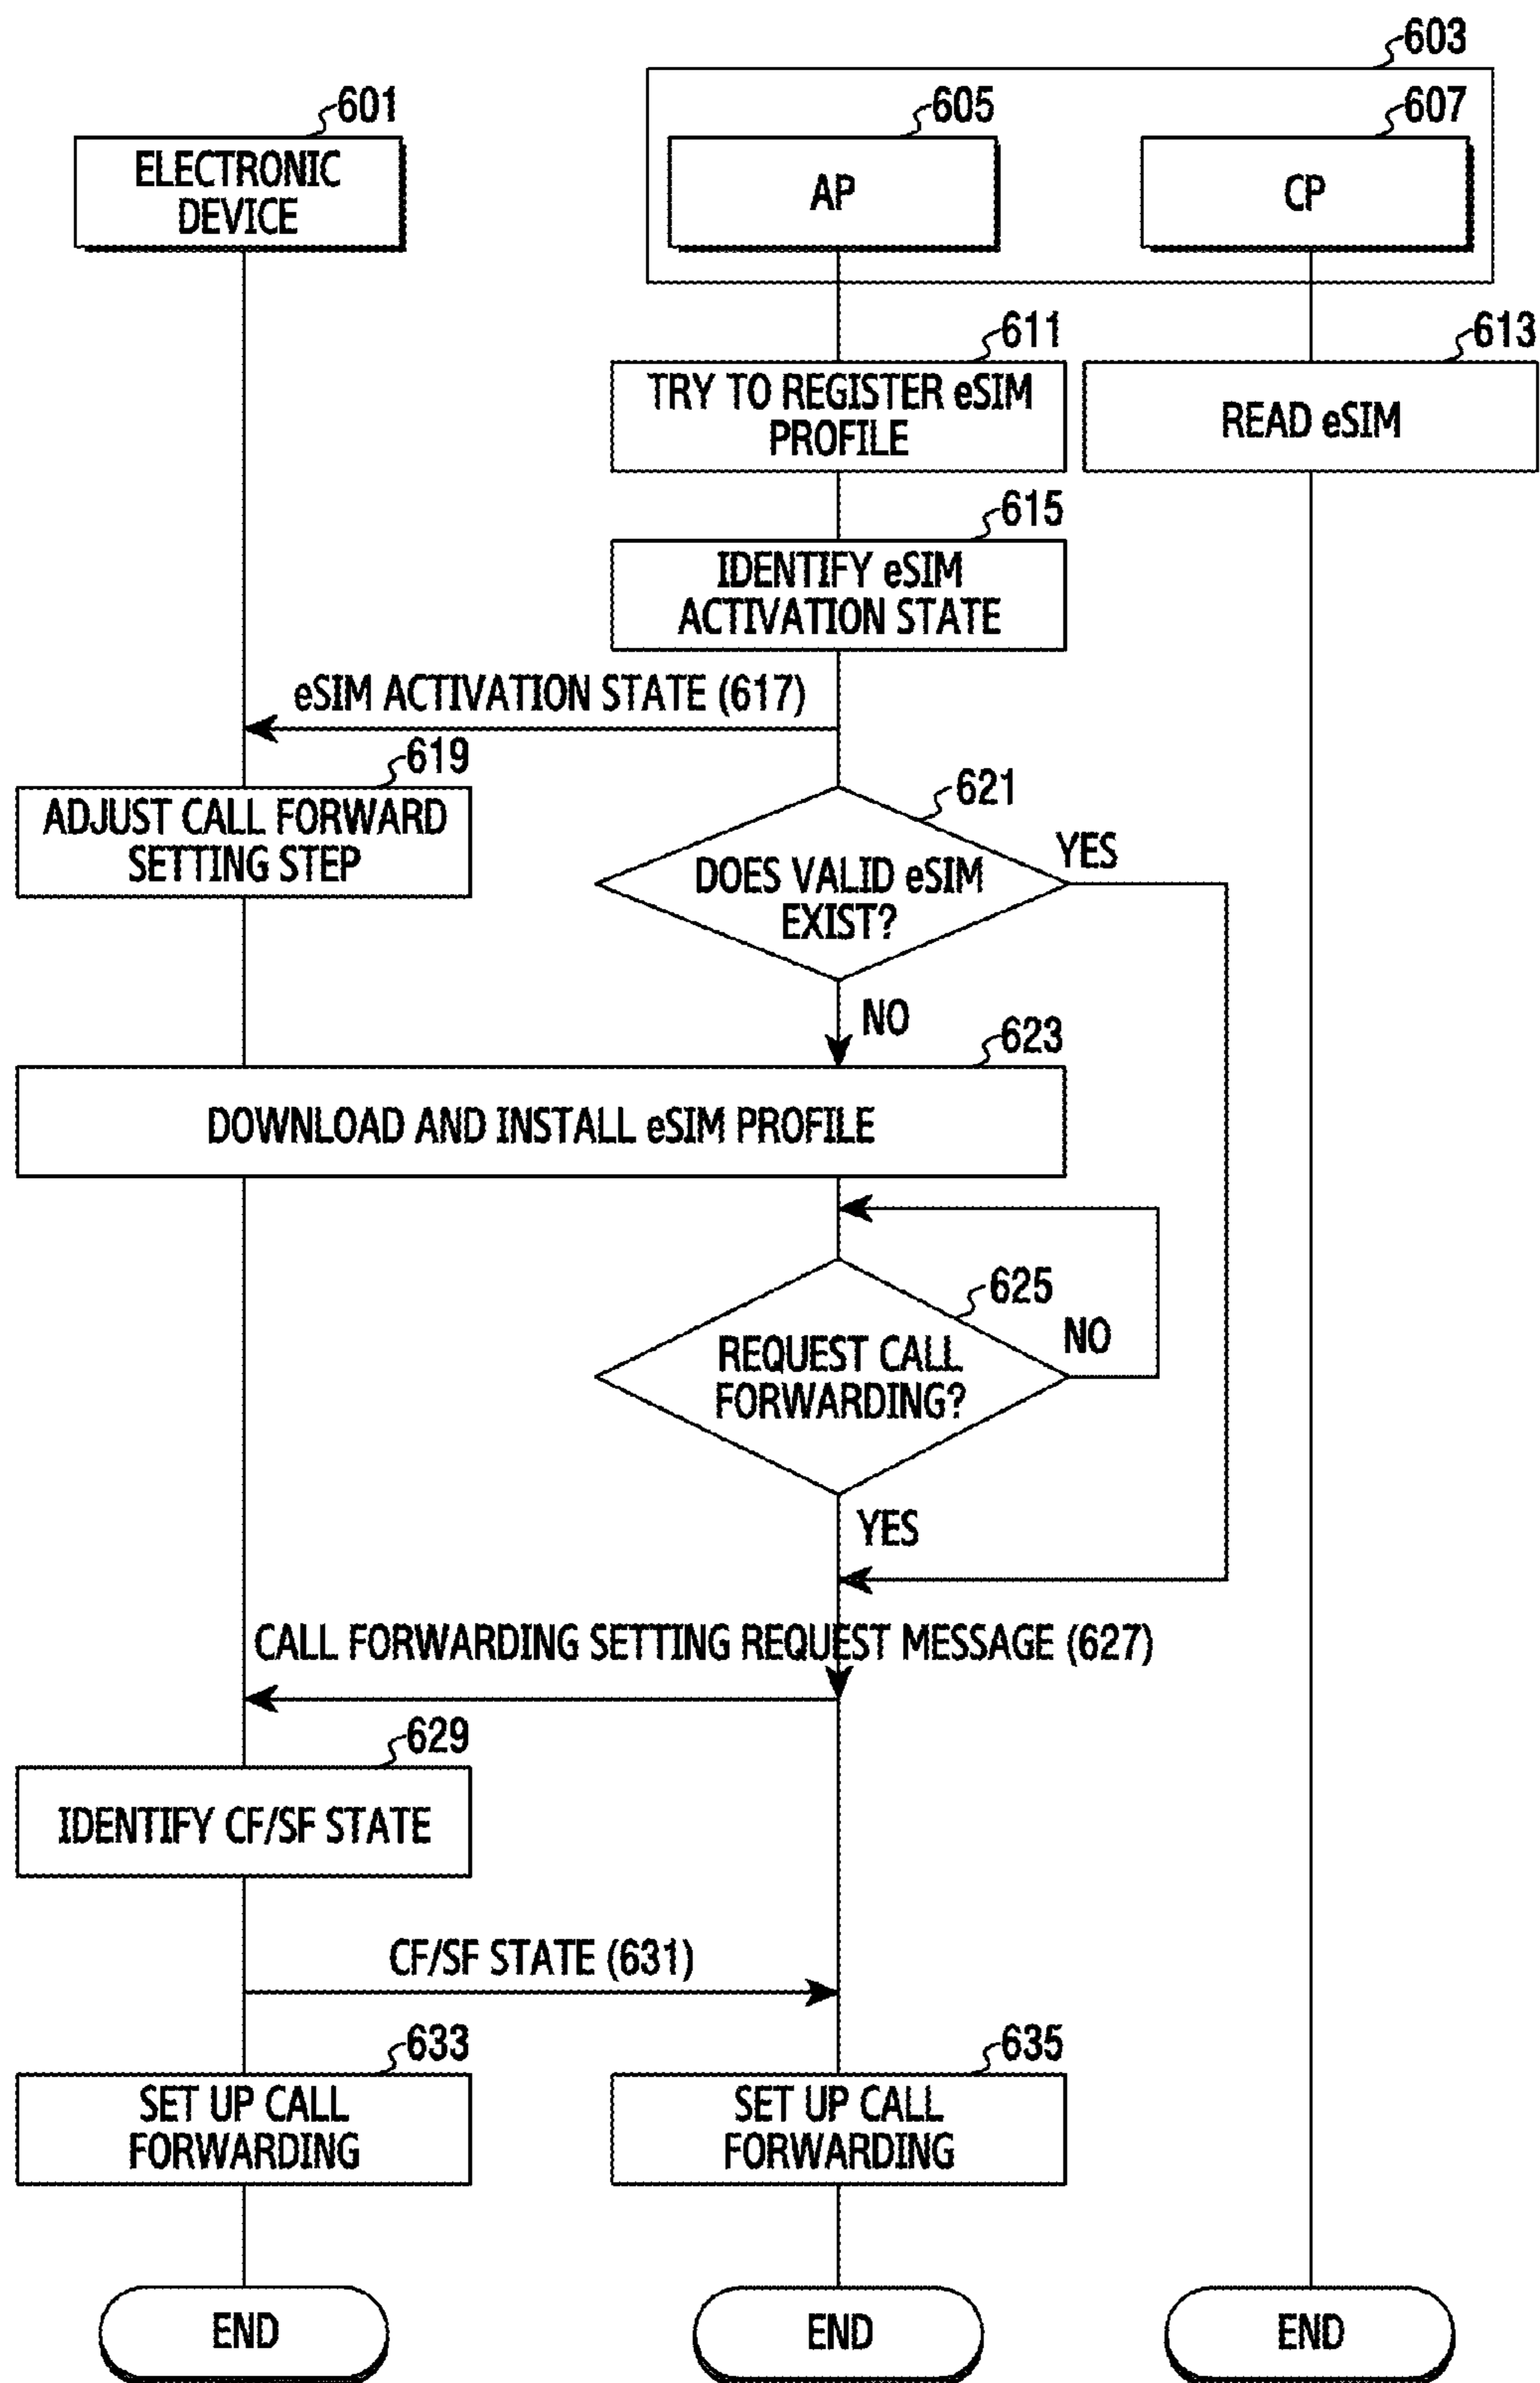 603
601
605
607
ELECTRONIC
DEVICE
AP
CP
611
613
TRY TO REGISTER eSIM
PROFILE
READ eSIM
615
IDENTIFY eSIM
ACTIVATION STATE
eSIM ACTIVATION STATE (617)
619
621
ADJUST CALL FORWARD
SETTING STEP
YES
DOES VALID eSIM
EXIST?
NO
623
DOWNLOAD AND INSTALL eSIM PROFILE
625
NO
REQUEST CALL
FORWARDING?
YES
CALL FORWARDING SETTING REQUEST MESSAGE (627)
629
IDENTIFY CF/SF STATE
CF/SF STATE (631)
633
635
SET UP CALL
FORWARDING
SET UP CALL
FORWARDING
END
END
END